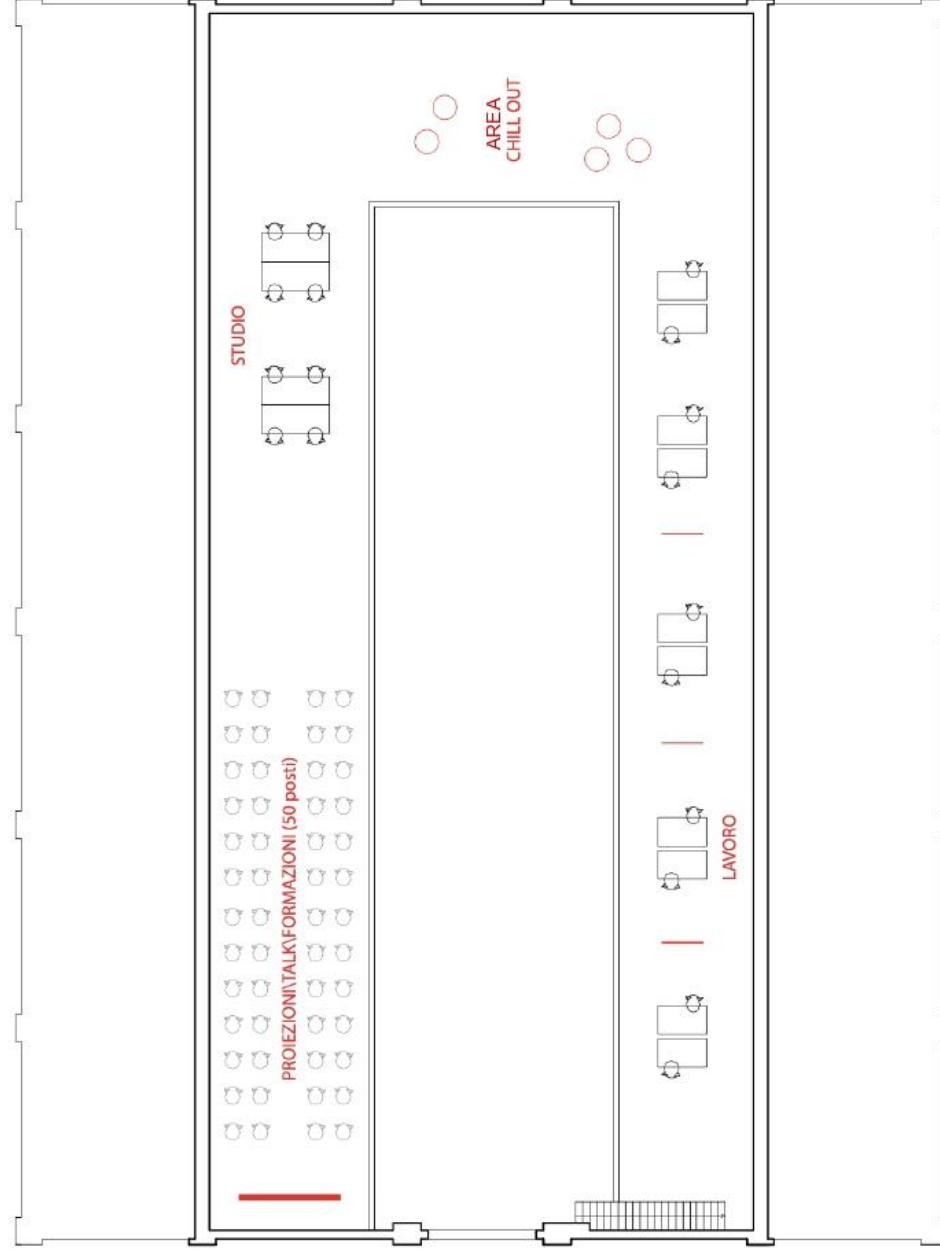 AREA
CHILL OUT
STUDIO
PROIEZIONI\TALK\FORMAZIONI (50 posti)
LAVORO